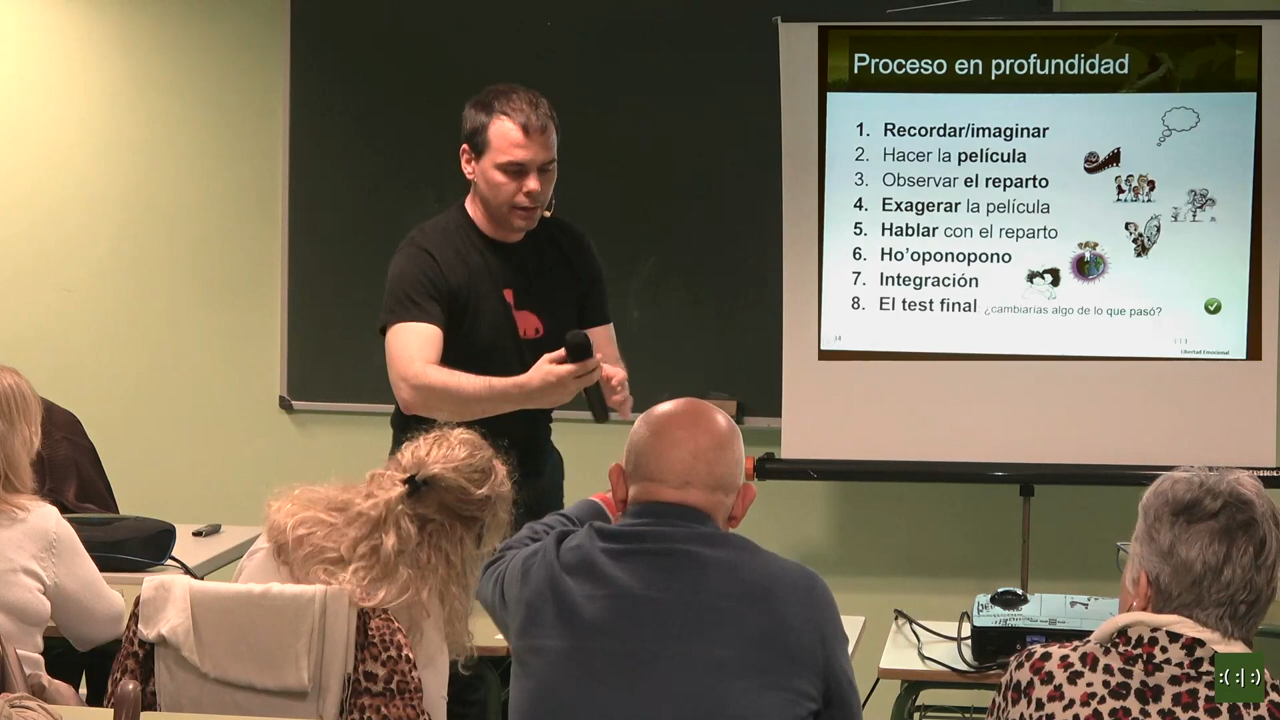 Proceso en profundidad
1. Recordar/imaginar
2. Hacer la película
3. Observar el reparto
4. Exagerar la película
5. Hablar con el reparto
6. Ho'oponopono
7. Integración
8. El test final ¿cambiarías algo de lo que pasó?
Libertad Emocional
:( :| :)